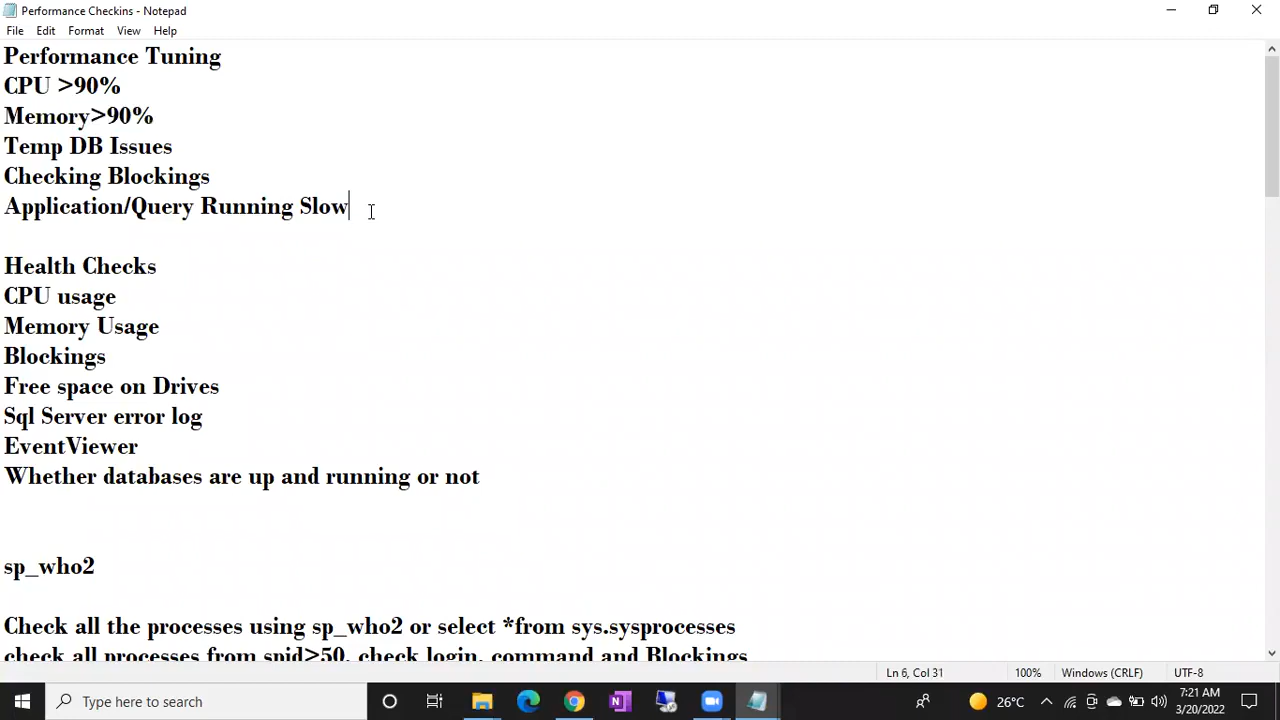 Performance Checkins - Notepad
File Edit Format View Help
Performance Tuning
CPU >90%
Memory>90%
Temp DB Issues
Checking Blockings
Application/Query Running Slow
Health Checks
CPU usage
Memory Usage
Blockings
Free space on Drives
Sql Server error log
EventViewer
Whether databases are up and running or not
sp_who2
Check all the processes using sp_who2 or select *from sys.sysprocesses
check all processes from spid>50, check login, command and Blockings
Ln 6, Col 31 100% Windows (CRLF) UTF-8
Type here to search
26°C
7:21 AM
3/20/2022